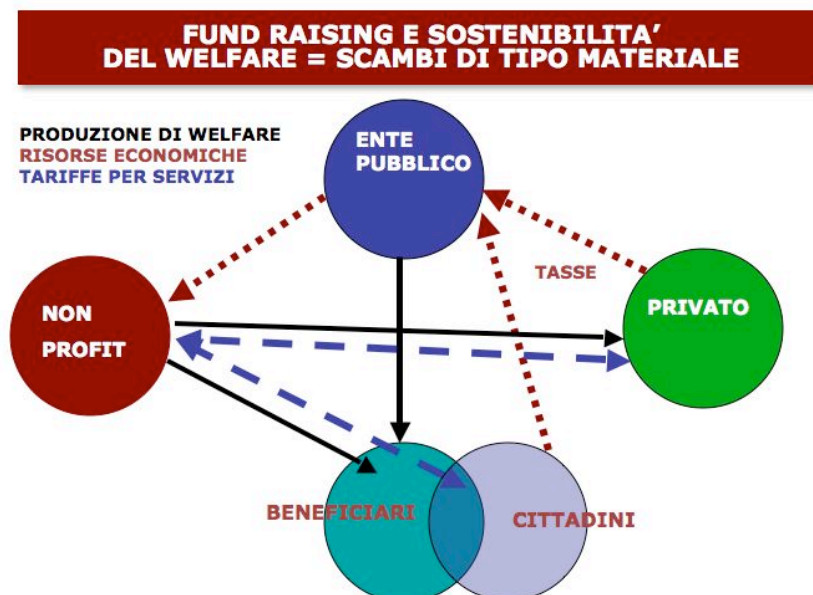 FUND RAISING E SOSTENIBILITA’
DEL WELFARE = SCAMBI DI TIPO MATERIALE
PRODUZIONE DI WELFARE
RISORSE ECONOMICHE
TARIFFE PER SERVIZI
ENTE
PUBBLICO
TASSE
NON
PROFIT
PRIVATO
BENEFICIARI
CITTADINI